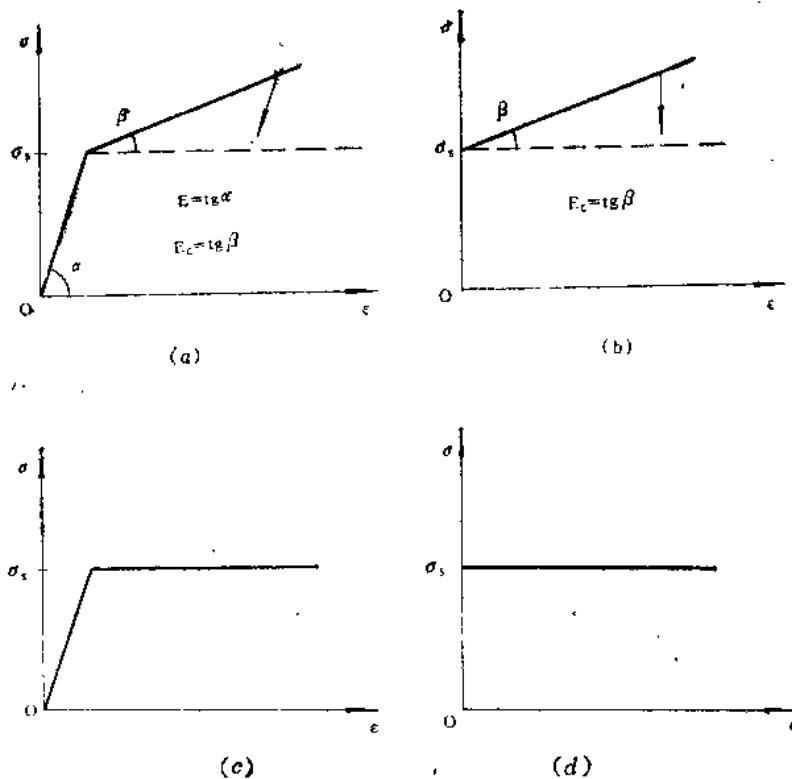 σ
β
σs
E=tgα
Ec=tgβ
α
O
ε
(a)
σ
β
σs
Ec=tgβ
O
ε
(b)
σ
σs
O
ε
(c)
σ
σs
O
ε
(d)